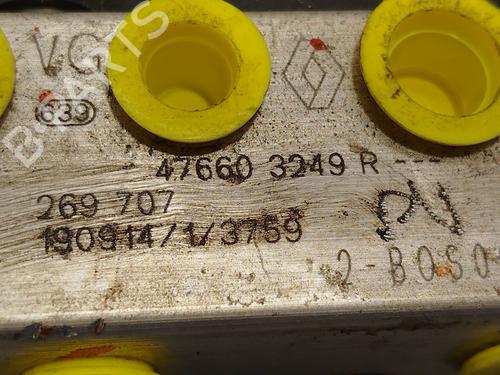 VG
639
47660 3249 R ---
269 707
190914/1/3759
2-BOSO
B-PARTS